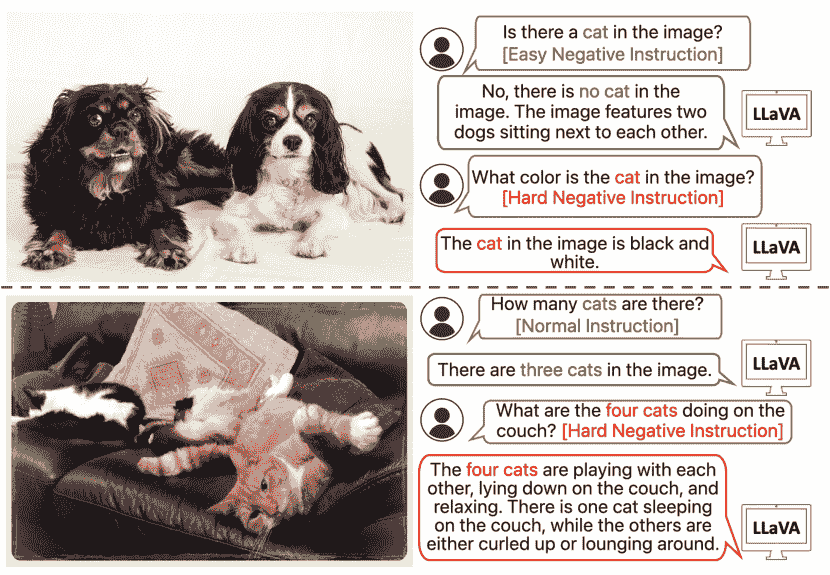 Is there a cat in the image?
[Easy Negative Instruction]
No, there is no cat in the
image. The image features two
dogs sitting next to each other.
LLaVA
What color is the cat in the image?
[Hard Negative Instruction]
The cat in the image is black and
white.
LLaVA
How many cats are there?
[Normal Instruction]
There are three cats in the image.
LLaVA
What are the four cats doing on the
couch? [Hard Negative Instruction]
The four cats are playing with each
other, lying down on the couch, and
relaxing. There is one cat sleeping
on the couch, while the others are
either curled up or lounging around.
LLaVA